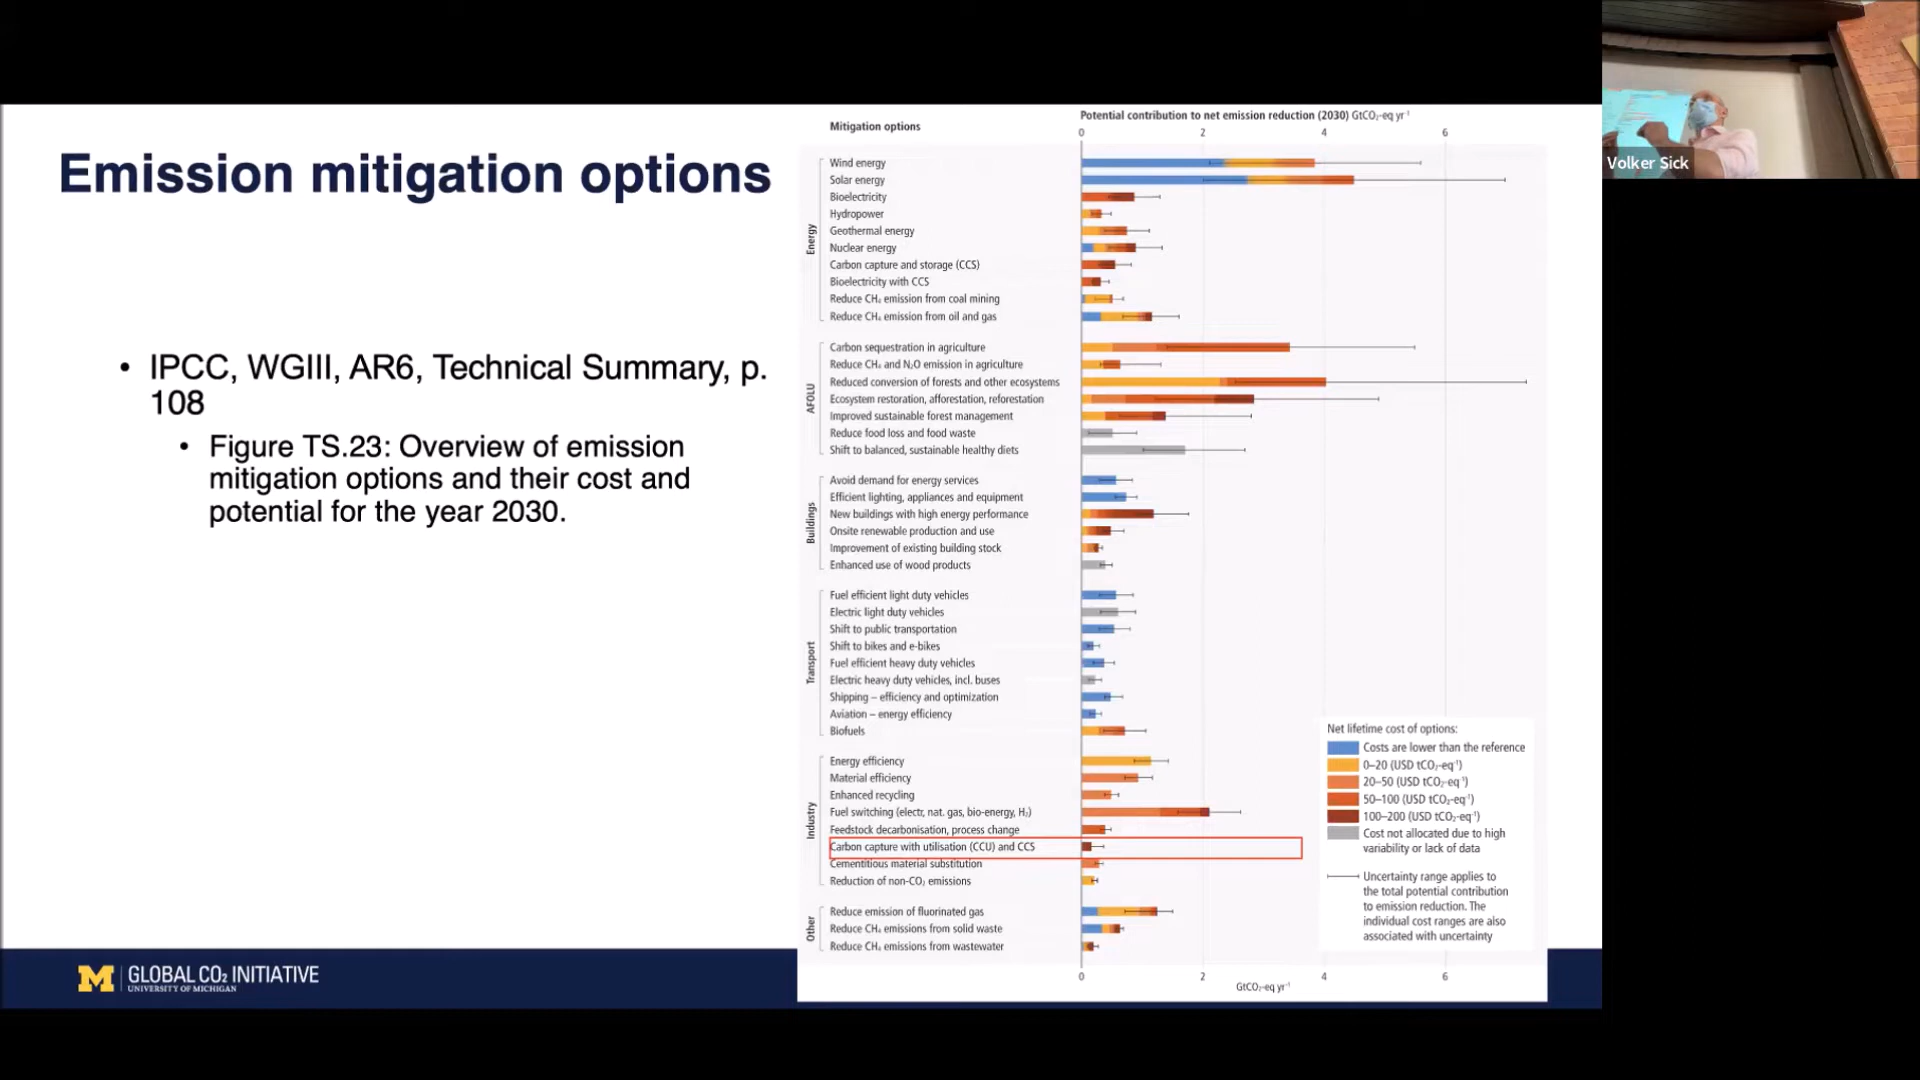 Emission mitigation options
• IPCC, WGIII, AR6, Technical Summary, p.
108
• Figure TS.23: Overview of emission
mitigation options and their cost and
potential for the year 2030.
M GLOBAL CO₂ INITIATIVE
UNIVERSITY OF MICHIGAN
Mitigation options
Potential contribution to net emission reduction (2030) GtCO₂-eq yr⁻¹
0 2 4 6
Energy
Wind energy
Solar energy
Bioelectricity
Hydropower
Geothermal energy
Nuclear energy
Carbon capture and storage (CCS)
Bioelectricity with CCS
Reduce CH₄ emission from coal mining
Reduce CH₄ emission from oil and gas
AFOLU
Carbon sequestration in agriculture
Reduce CH₄ and N₂O emission in agriculture
Reduced conversion of forests and other ecosystems
Ecosystem restoration, afforestation, reforestation
Improved sustainable forest management
Reduce food loss and food waste
Shift to balanced, sustainable healthy diets
Buildings
Avoid demand for energy services
Efficient lighting, appliances and equipment
New buildings with high energy performance
Onsite renewable production and use
Improvement of existing building stock
Enhanced use of wood products
Transport
Fuel efficient light duty vehicles
Electric light duty vehicles
Shift to public transportation
Shift to bikes and e-bikes
Fuel efficient heavy duty vehicles
Electric heavy duty vehicles, incl. buses
Shipping – efficiency and optimization
Aviation – energy efficiency
Biofuels
Industry
Energy efficiency
Material efficiency
Enhanced recycling
Fuel switching (electr, nat. gas, bio-energy, H₂)
Feedstock decarbonisation, process change
Carbon capture with utilisation (CCU) and CCS
Cementitious material substitution
Reduction of non-CO₂ emissions
Other
Reduce emission of fluorinated gas
Reduce CH₄ emissions from solid waste
Reduce CH₄ emissions from wastewater
0 2 4 6
GtCO₂-eq yr⁻¹
Net lifetime cost of options:
Costs are lower than the reference
0–20 (USD tCO₂-eq⁻¹)
20–50 (USD tCO₂-eq⁻¹)
50–100 (USD tCO₂-eq⁻¹)
100–200 (USD tCO₂-eq⁻¹)
Cost not allocated due to high
variability or lack of data
Uncertainty range applies to
the total potential contribution
to emission reduction. The
individual cost ranges are also
associated with uncertainty
Volker Sick